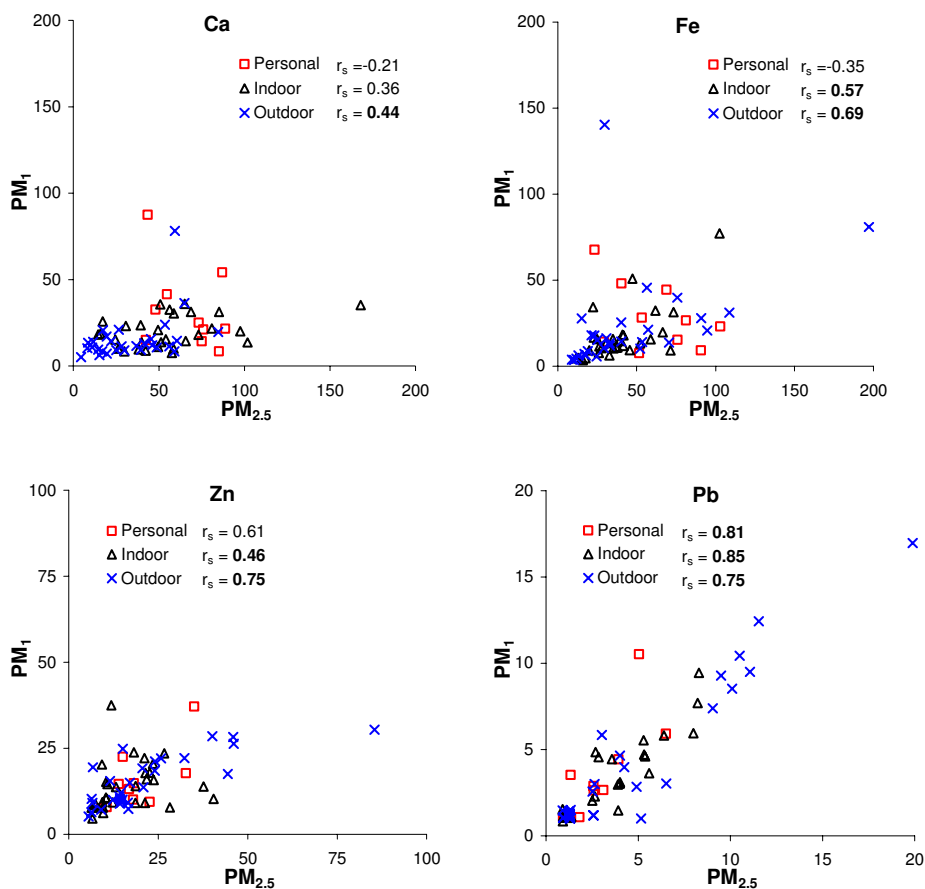 Ca
200
150
100
50
0
PM1
Personal rs =-0.21
Indoor rs = 0.36
Outdoor rs = 0.44
0 50 100 150 200
PM2.5
Fe
200
150
100
50
0
PM1
Personal rs =-0.35
Indoor rs = 0.57
Outdoor rs = 0.69
0 50 100 150 200
PM2.5
Zn
100
75
50
25
0
PM1
Personal rs = 0.61
Indoor rs = 0.46
Outdoor rs = 0.75
0 25 50 75 100
PM2.5
Pb
20
15
10
5
0
PM1
Personal rs = 0.81
Indoor rs = 0.85
Outdoor rs = 0.75
0 5 10 15 20
PM2.5